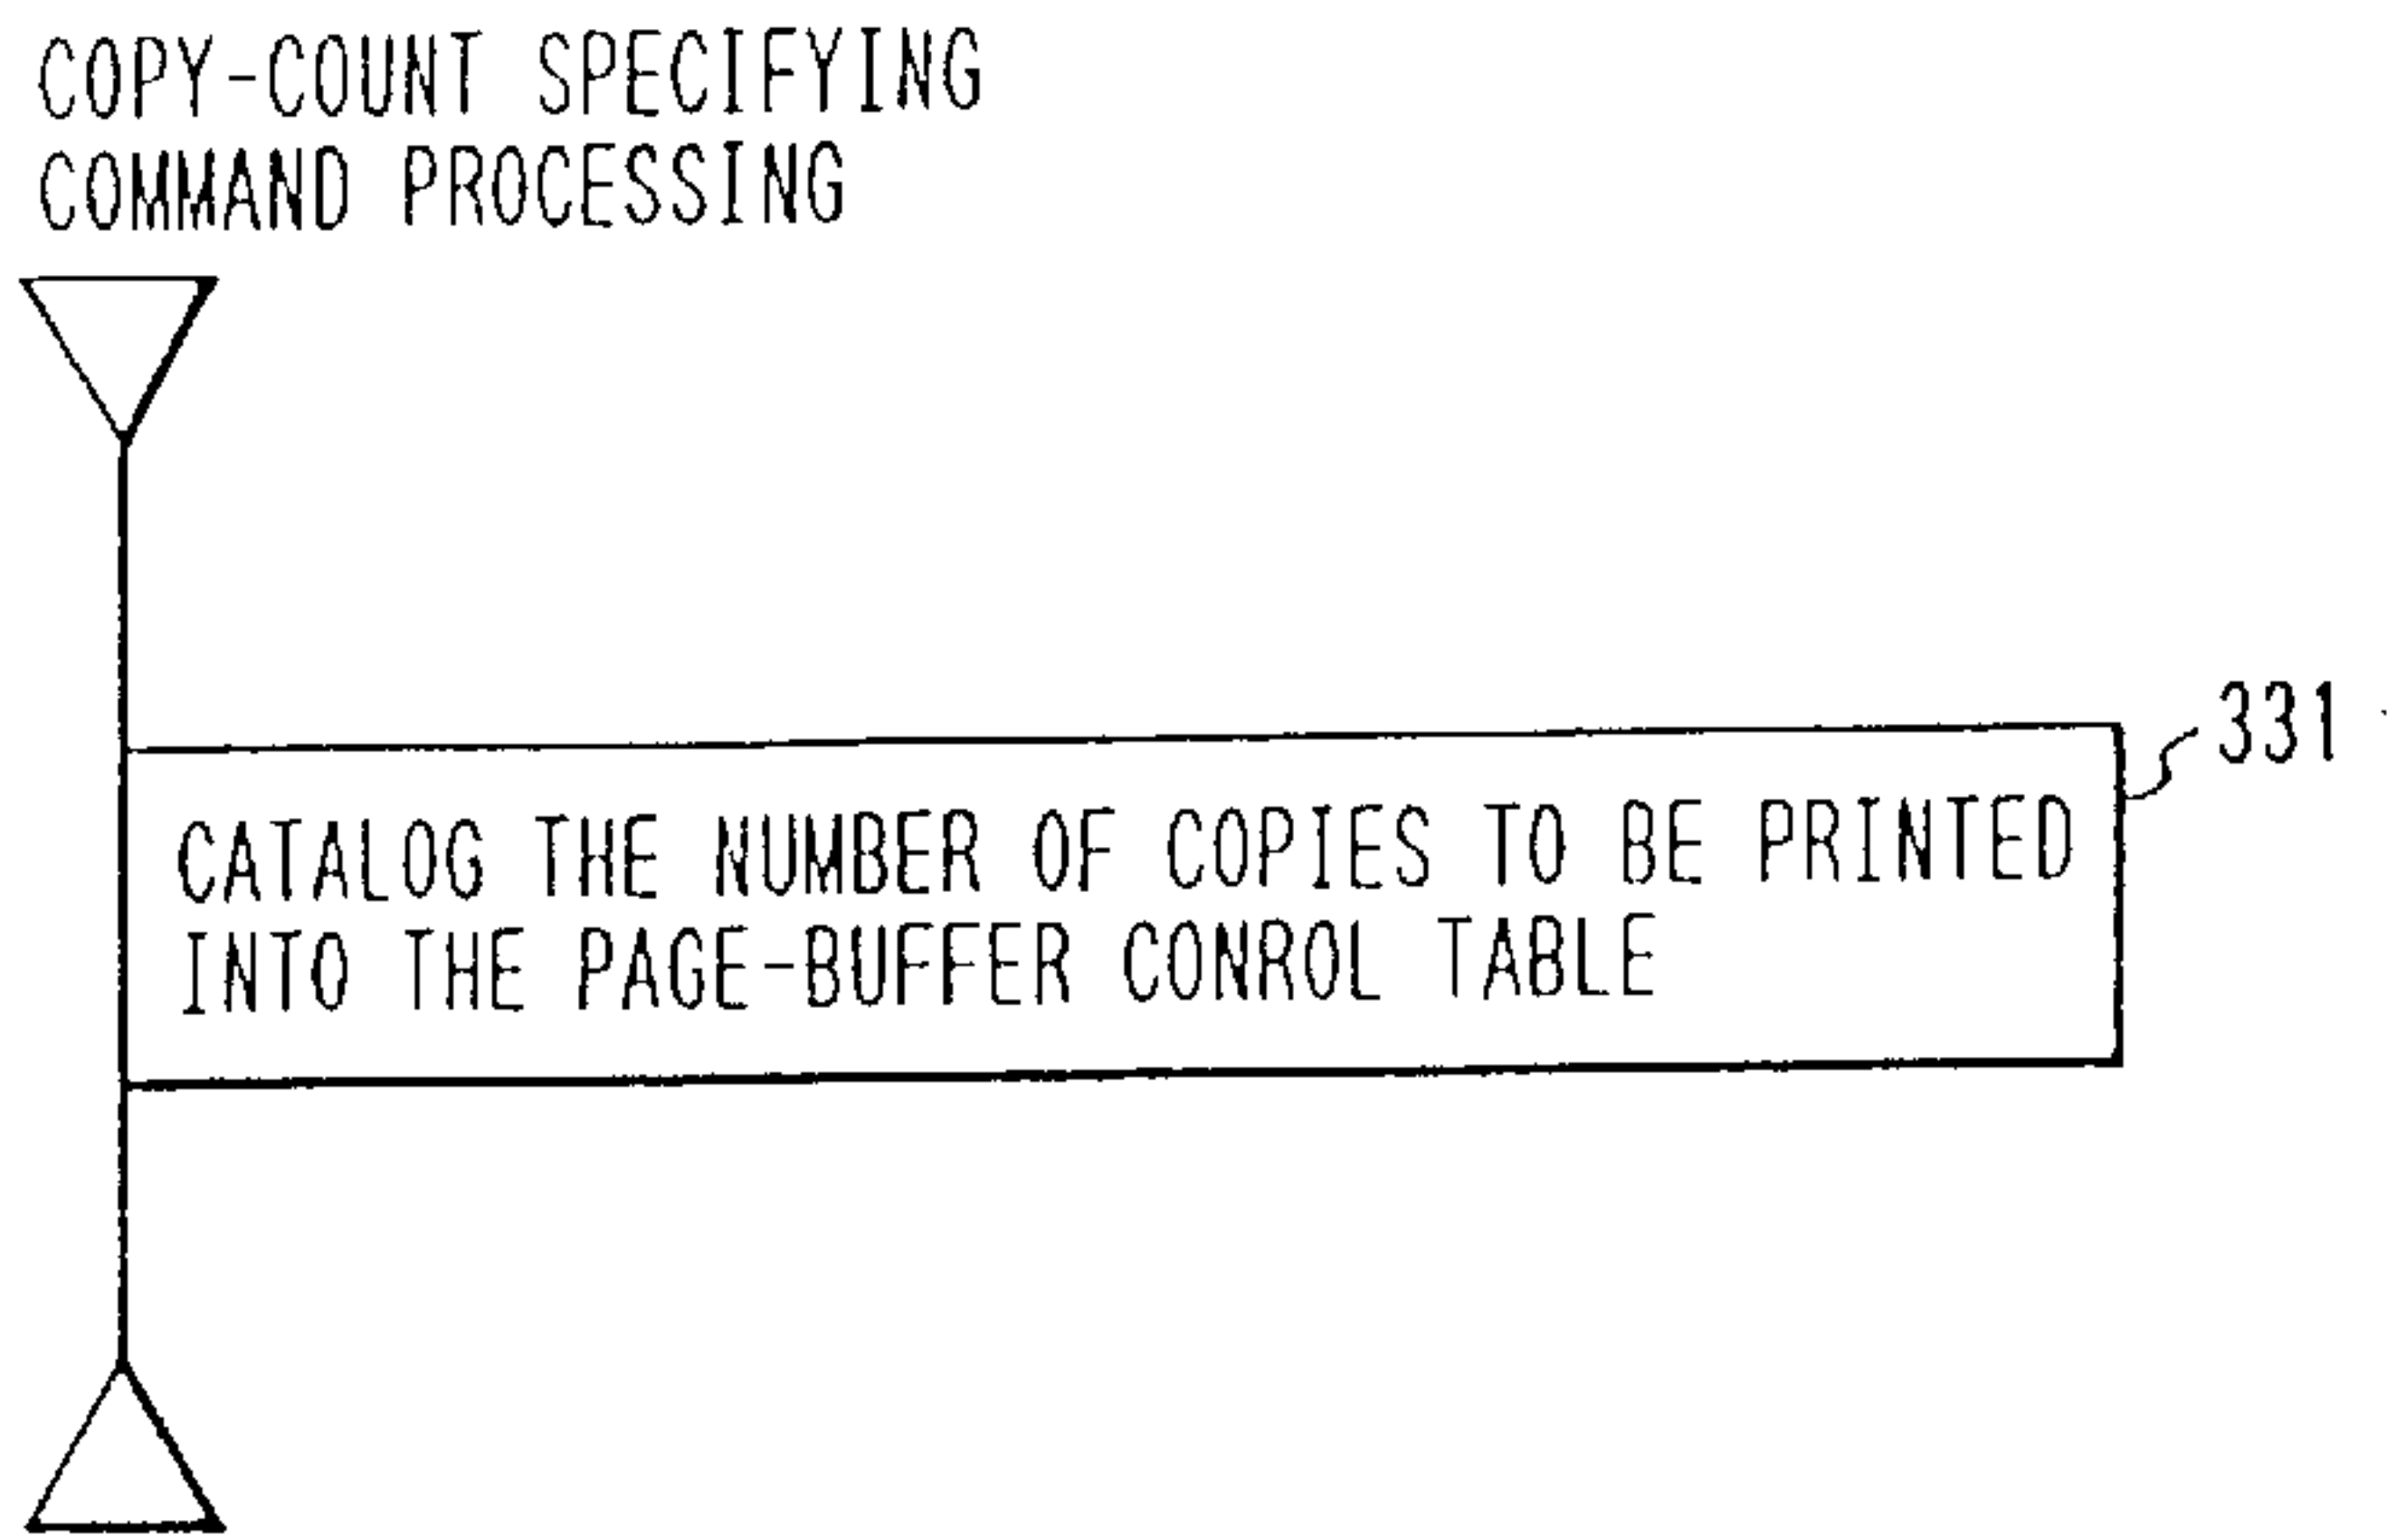 COPY-COUNT SPECIFYING
COMMAND PROCESSING
331
CATALOG THE NUMBER OF COPIES TO BE PRINTED
INTO THE PAGE-BUFFER CONROL TABLE